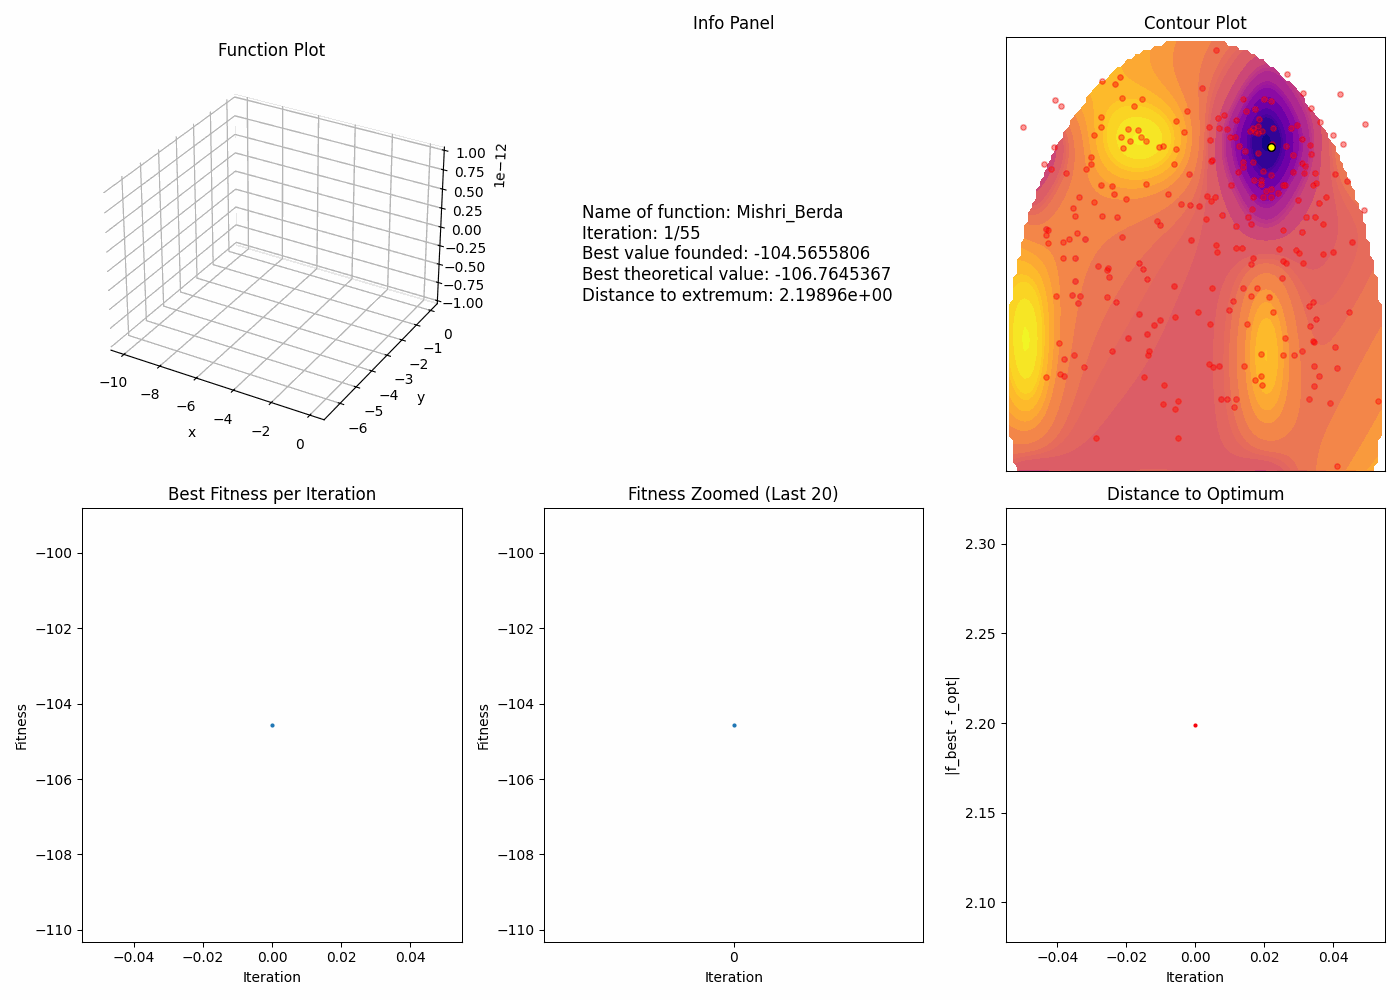 Function Plot
1e−12
1.00
0.75
0.50
0.25
0.00
−0.25
−0.50
−0.75
−1.00
0
−1
−2
−3
−4
−5
−6
y
−10
−8
−6
−4
−2
0
x
Info Panel
Name of function: Mishri_Berda
Iteration: 1/55
Best value founded: -104.5655806
Best theoretical value: -106.7645367
Distance to extremum: 2.19896e+00
Contour Plot
Best Fitness per Iteration
−100
−102
−104
−106
−108
−110
Fitness
−0.04 −0.02 0.00 0.02 0.04
Iteration
Fitness Zoomed (Last 20)
−100
−102
−104
−106
−108
−110
Fitness
0
Iteration
Distance to Optimum
2.30
2.25
2.20
2.15
2.10
|f_best - f_opt|
−0.04 −0.02 0.00 0.02 0.04
Iteration